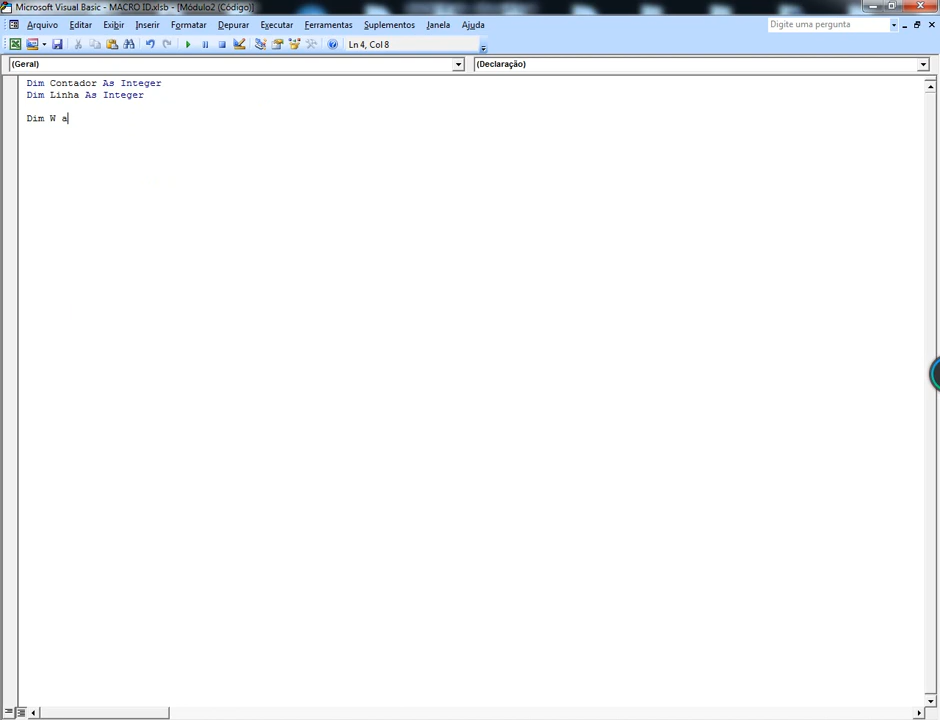 Microsoft Visual Basic - MACRO ID.xlsb - [Módulo2 (Código)]
Arquivo Editar Exibir Inserir Formatar Depurar Executar Ferramentas Suplementos Janela Ajuda Digite uma pergunta
Ln 4, Col 8
(Geral) (Declaração)
Dim Contador As Integer
Dim Linha As Integer
Dim W a